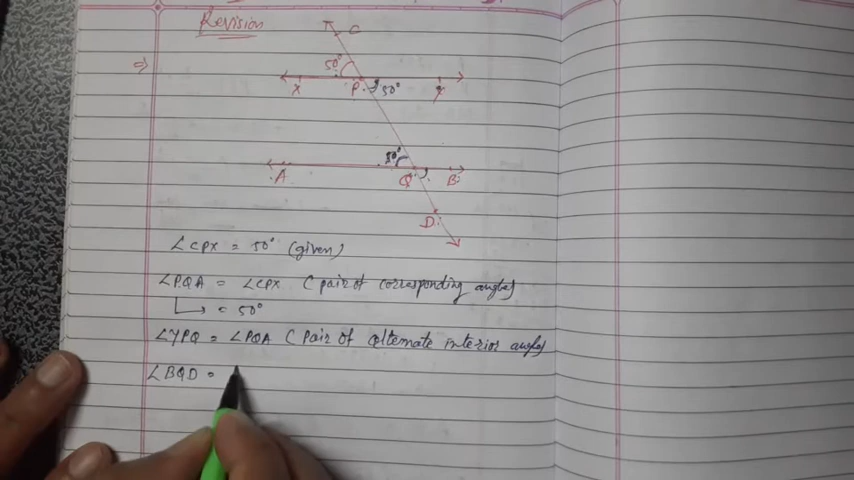 Revision
C
50°
⇒
X P 50° Y
50°
A Q B
D
∠CPX = 50° (given)
∠PQA = ∠CPX (pair of corresponding angles)
= 50°
∠YPQ = ∠PQA (pair of alternate interior angles)
∠BQD =